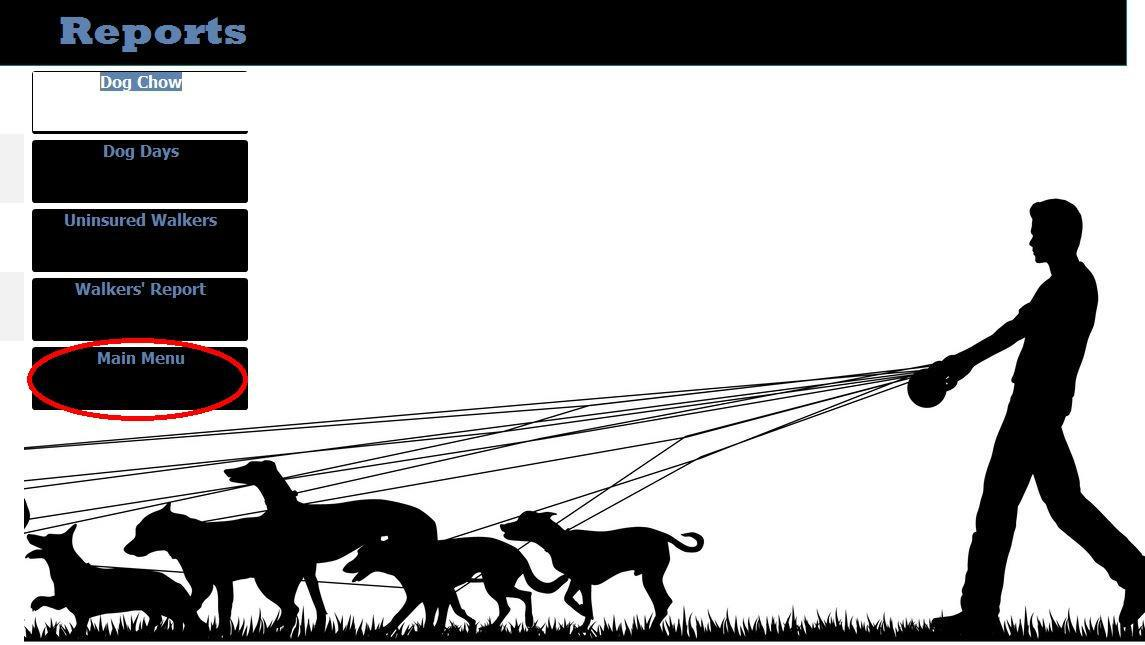 Reports
Dog Chow
Dog Days
Uninsured Walkers
Walkers' Report
Main Menu